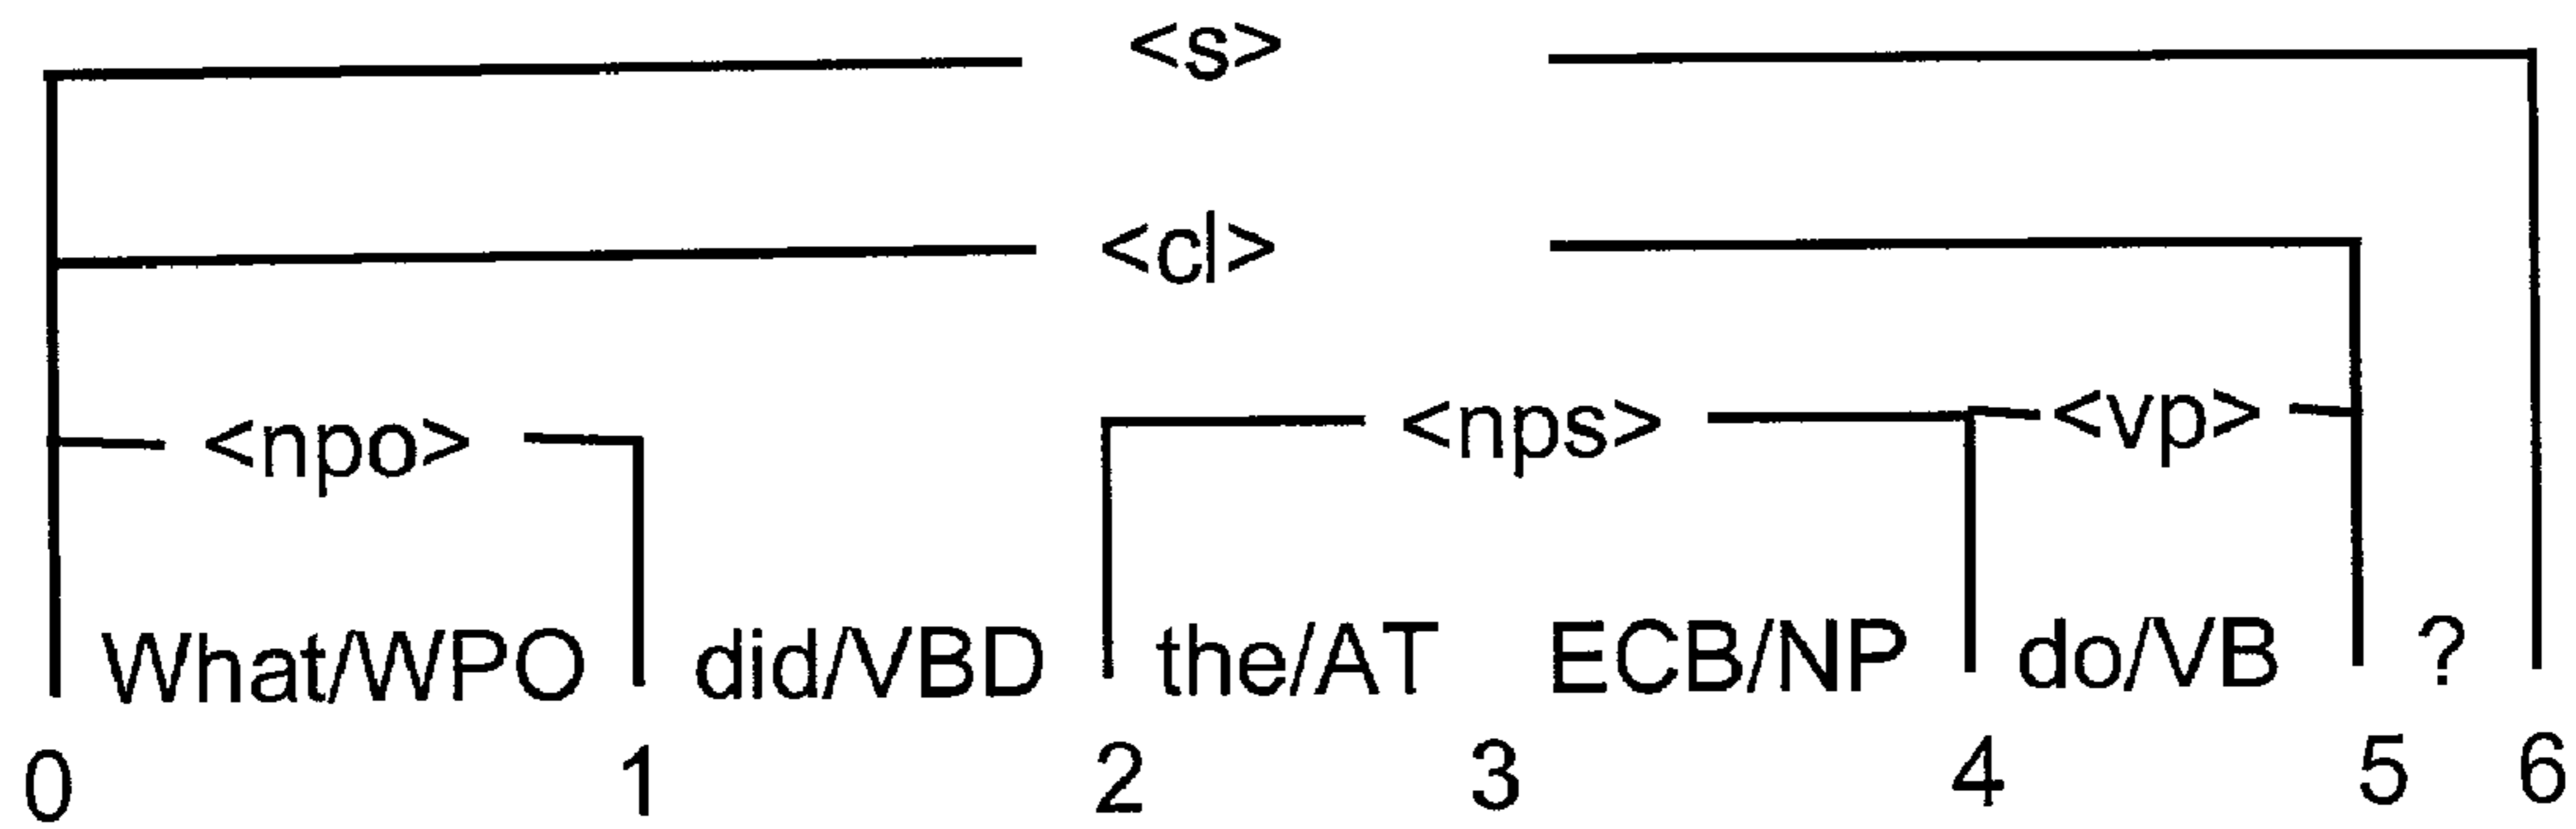 <s>
<cl>
<npo> <nps> <vp>
What/WPO did/VBD the/AT ECB/NP do/VB ?
0 1 2 3 4 5 6